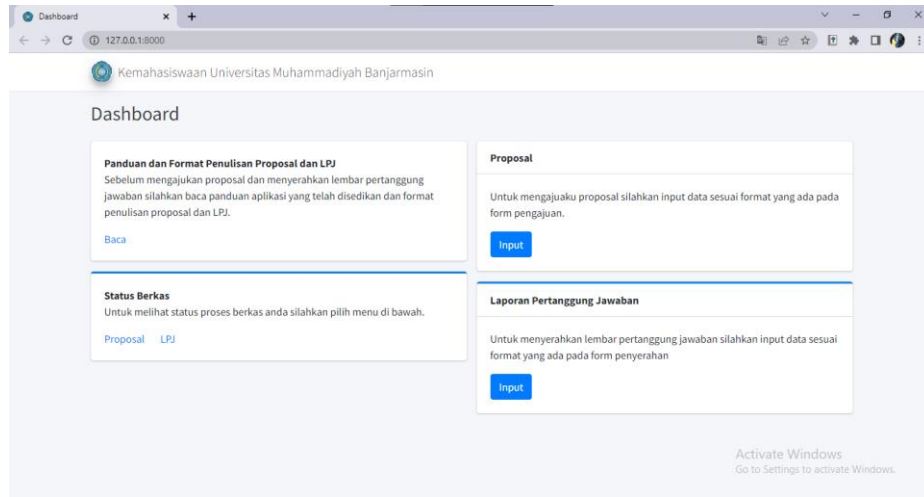 Dashboard
127.0.0.1:8000
Kemahasiswaan Universitas Muhammadiyah Banjarmasin
Dashboard
Panduan dan Format Penulisan Proposal dan LPJ
Sebelum mengajukan proposal dan menyerahkan lembar pertanggung
jawaban silahkan baca panduan aplikasi yang telah disedikan dan format
penulisan proposal dan LPJ.
Baca
Status Berkas
Untuk melihat status proses berkas anda silahkan pilih menu di bawah.
Proposal LPJ
Proposal
Untuk mengajuaku proposal silahkan input data sesuai format yang ada pada
form pengajuan.
Input
Laporan Pertanggung Jawaban
Untuk menyerahkan lembar pertanggung jawaban silahkan input data sesuai
format yang ada pada form penyerahan
Input
Activate Windows
Go to Settings to activate Windows.